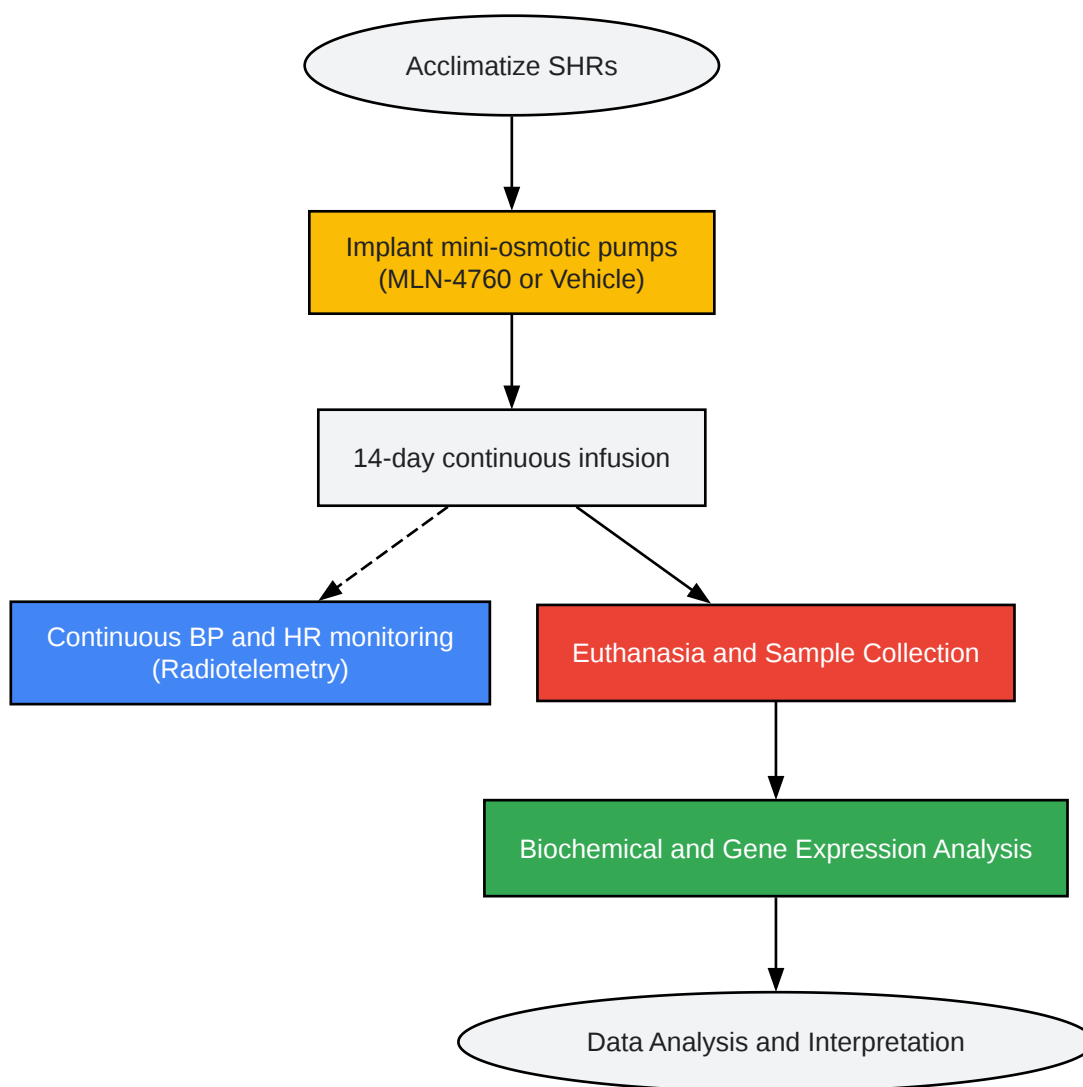 Acclimatize SHRs
Implant mini-osmotic pumps
(MLN-4760 or Vehicle)
14-day continuous infusion
Continuous BP and HR monitoring
(Radiotelemetry)
Euthanasia and Sample Collection
Biochemical and Gene Expression Analysis
Data Analysis and Interpretation